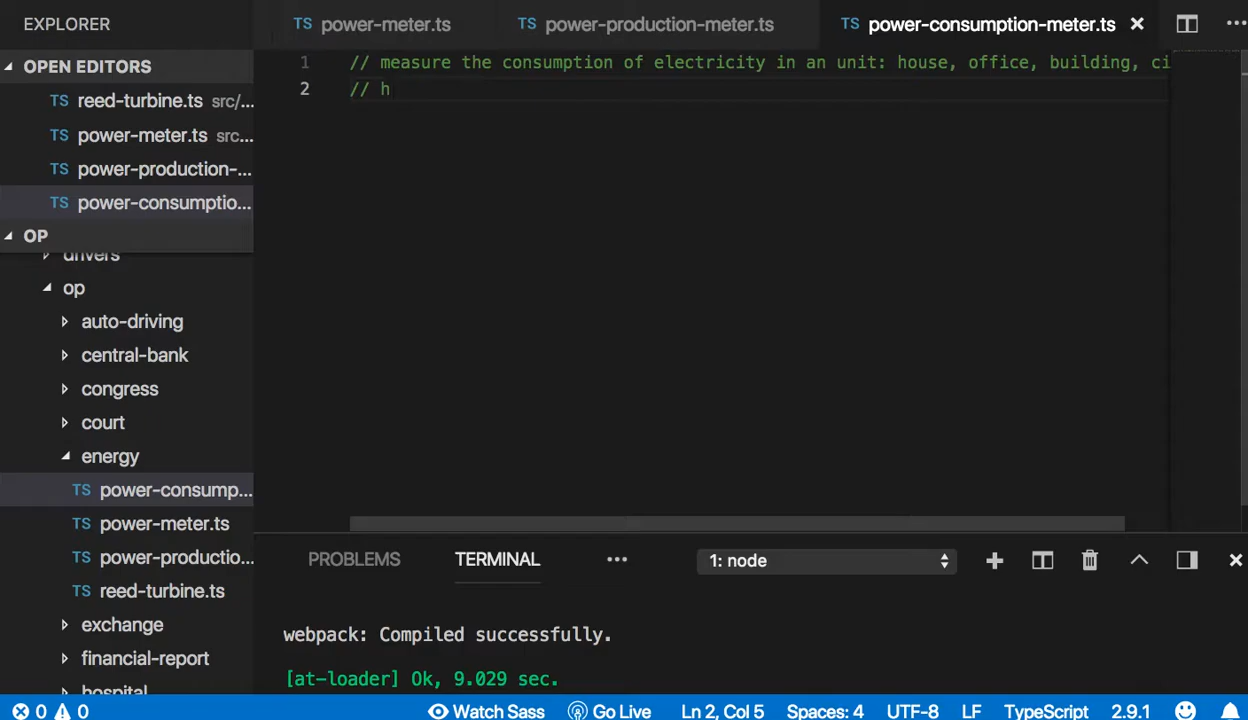 EXPLORER
TS power-meter.ts
TS power-production-meter.ts
TS power-consumption-meter.ts
OPEN EDITORS
TS reed-turbine.ts src/...
TS power-meter.ts src...
TS power-production-...
TS power-consumptio...
OP
drivers
op
auto-driving
central-bank
congress
court
energy
TS power-consump...
TS power-meter.ts
TS power-productio...
TS reed-turbine.ts
exchange
financial-report
hospital
1 // measure the consumption of electricity in an unit: house, office, building, ci
2 // h
PROBLEMS TERMINAL ... 1: node
webpack: Compiled successfully.
[at-loader] Ok, 9.029 sec.
0 0 Watch Sass Go Live Ln 2, Col 5 Spaces: 4 UTF-8 LF TypeScript 2.9.1